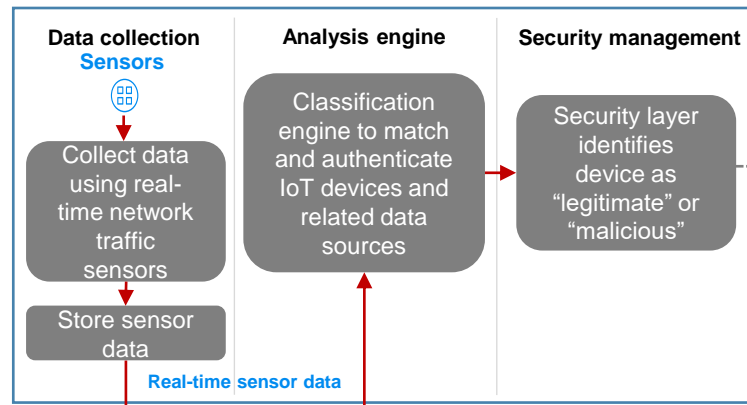 Data collection
Sensors
Collect data
using real-
time network
traffic
sensors
Store sensor
data
Real-time sensor data
Analysis engine
Classification
engine to match
and authenticate
IoT devices and
related data
sources
Security management
Security layer
identifies
device as
“legitimate” or
“malicious”